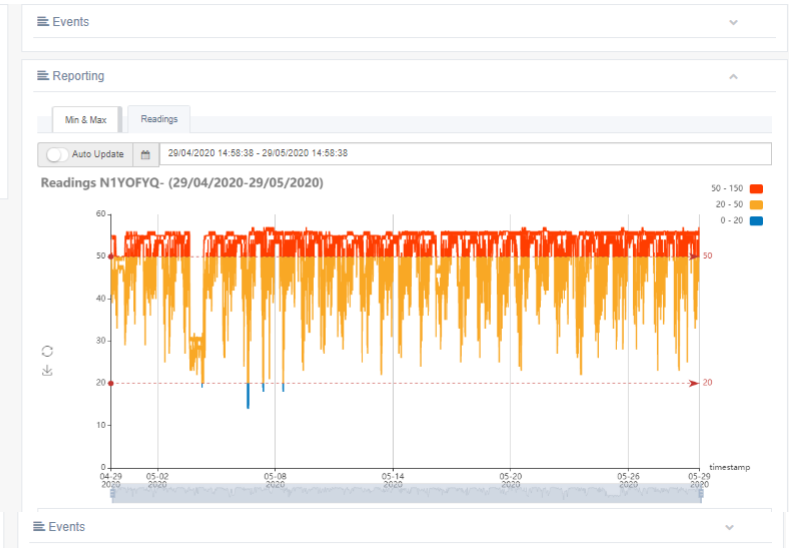 Events
Reporting
Min & Max
Readings
Auto Update
29/04/2020 14:58:38 - 29/05/2020 14:58:38
Readings N1YOFYQ- (29/04/2020-29/05/2020)
50 - 150
20 - 50
0 - 20
60
50
50
40
30
20
20
10
0
timestamp
04-29 05-02 05-08 05-14 05-20 05-26 05-29
2020 2020 2020 2020 2020 2020 2020
Events